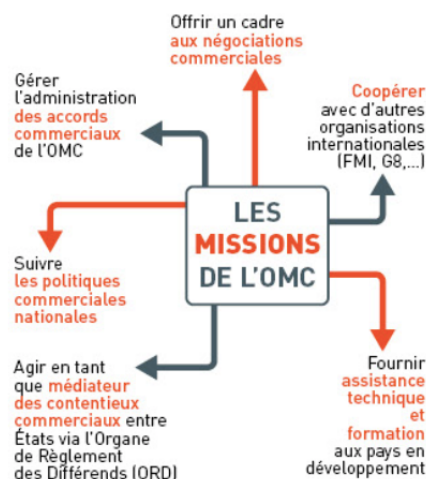 Offrir un cadre
aux négociations
commerciales
Gérer
l'administration
des accords
commerciaux
de l'OMC
Coopérer
avec d'autres
organisations
internationales
(FMI, G8,...)
LES
MISSIONS
DE L'OMC
Suivre
les politiques
commerciales
nationales
Agir en tant
que médiateur
des contentieux
commerciaux entre
États via l'Organe
de Règlement
des Différends (ORD)
Fournir
assistance
technique
et
formation
aux pays en
développement